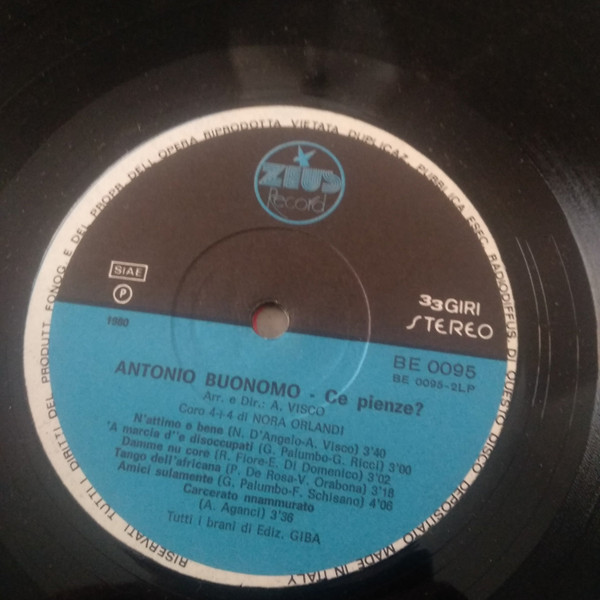 RISERVATI TUTTI I DIRITTI DEL PRODUTT FONOG E DEL PROPR DELL'OPERA RIPRODOTTA VIETATA DUPLICAZ. PUBBLICA ESEC RADIODIFFUS DI QUESTO DISCO DEPOSITATO MADE IN ITALY
ZEUS
Record
SIAE
P
33 GIRI
STEREO
1980
BE 0095
BE 0095-2LP
ANTONIO BUONOMO - Ce pienze?
Arr. e Dir.: A. VISCO
Coro 4+4 di NORA ORLANDI
N'attimo e bene (N. D'Angelo-A. Visco) 3'40
'A marcia d''e disoccupati (G. Palumbo-G. Ricci) 3'00
Damme nu core (R. Fiore-E. Di Domenico) 3'02
Tango dell'africana (P. De Rosa-V. Orabona) 3'18
Amici sulamente (G. Palumbo-F. Schisano) 4'06
Carcerato nnammurato
(A. Aganci) 3'36
Tutti i brani di Ediz. GIBA